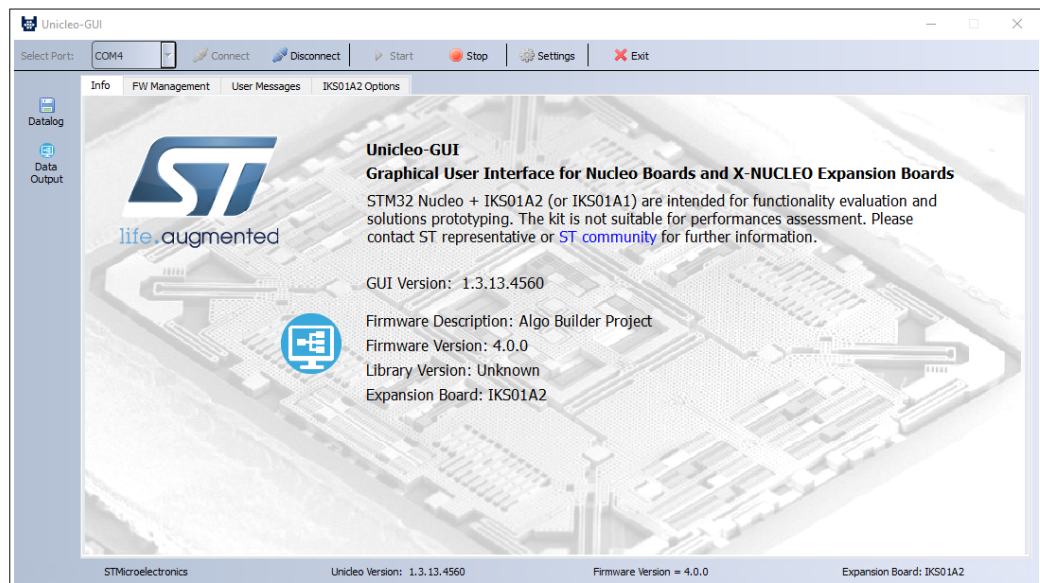 Unicleo-GUI
Select Port: COM4 Connect Disconnect Start Stop Settings Exit
Info FW Management User Messages IKS01A2 Options
Datalog
Data
Output
ST
life.augmented
Unicleo-GUI
Graphical User Interface for Nucleo Boards and X-NUCLEO Expansion Boards
STM32 Nucleo + IKS01A2 (or IKS01A1) are intended for functionality evaluation and
solutions prototyping. The kit is not suitable for performances assessment. Please
contact ST representative or ST community for further information.
GUI Version: 1.3.13.4560
Firmware Description: Algo Builder Project
Firmware Version: 4.0.0
Library Version: Unknown
Expansion Board: IKS01A2
STMicroelectronics Unicleo Version: 1.3.13.4560 Firmware Version = 4.0.0 Expansion Board: IKS01A2